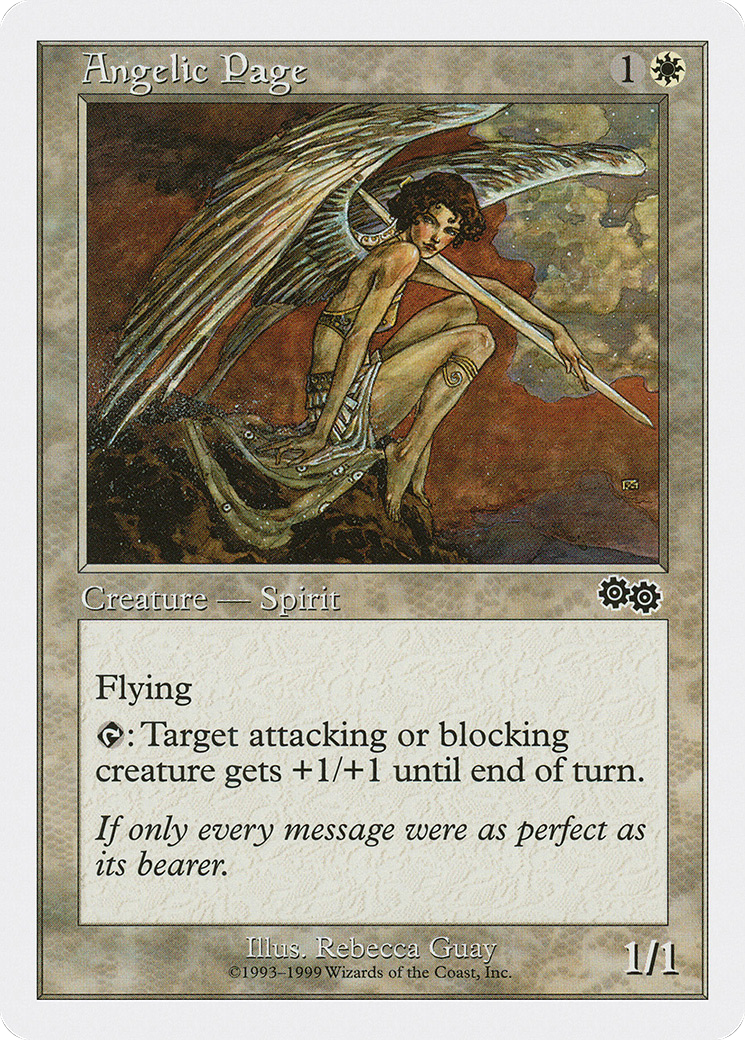 Angelic Page 1
RG
Creature — Spirit
Flying
: Target attacking or blocking
creature gets +1/+1 until end of turn.
If only every message were as perfect as
its bearer.
Illus. Rebecca Guay
©1993–1999 Wizards of the Coast, Inc.
1/1